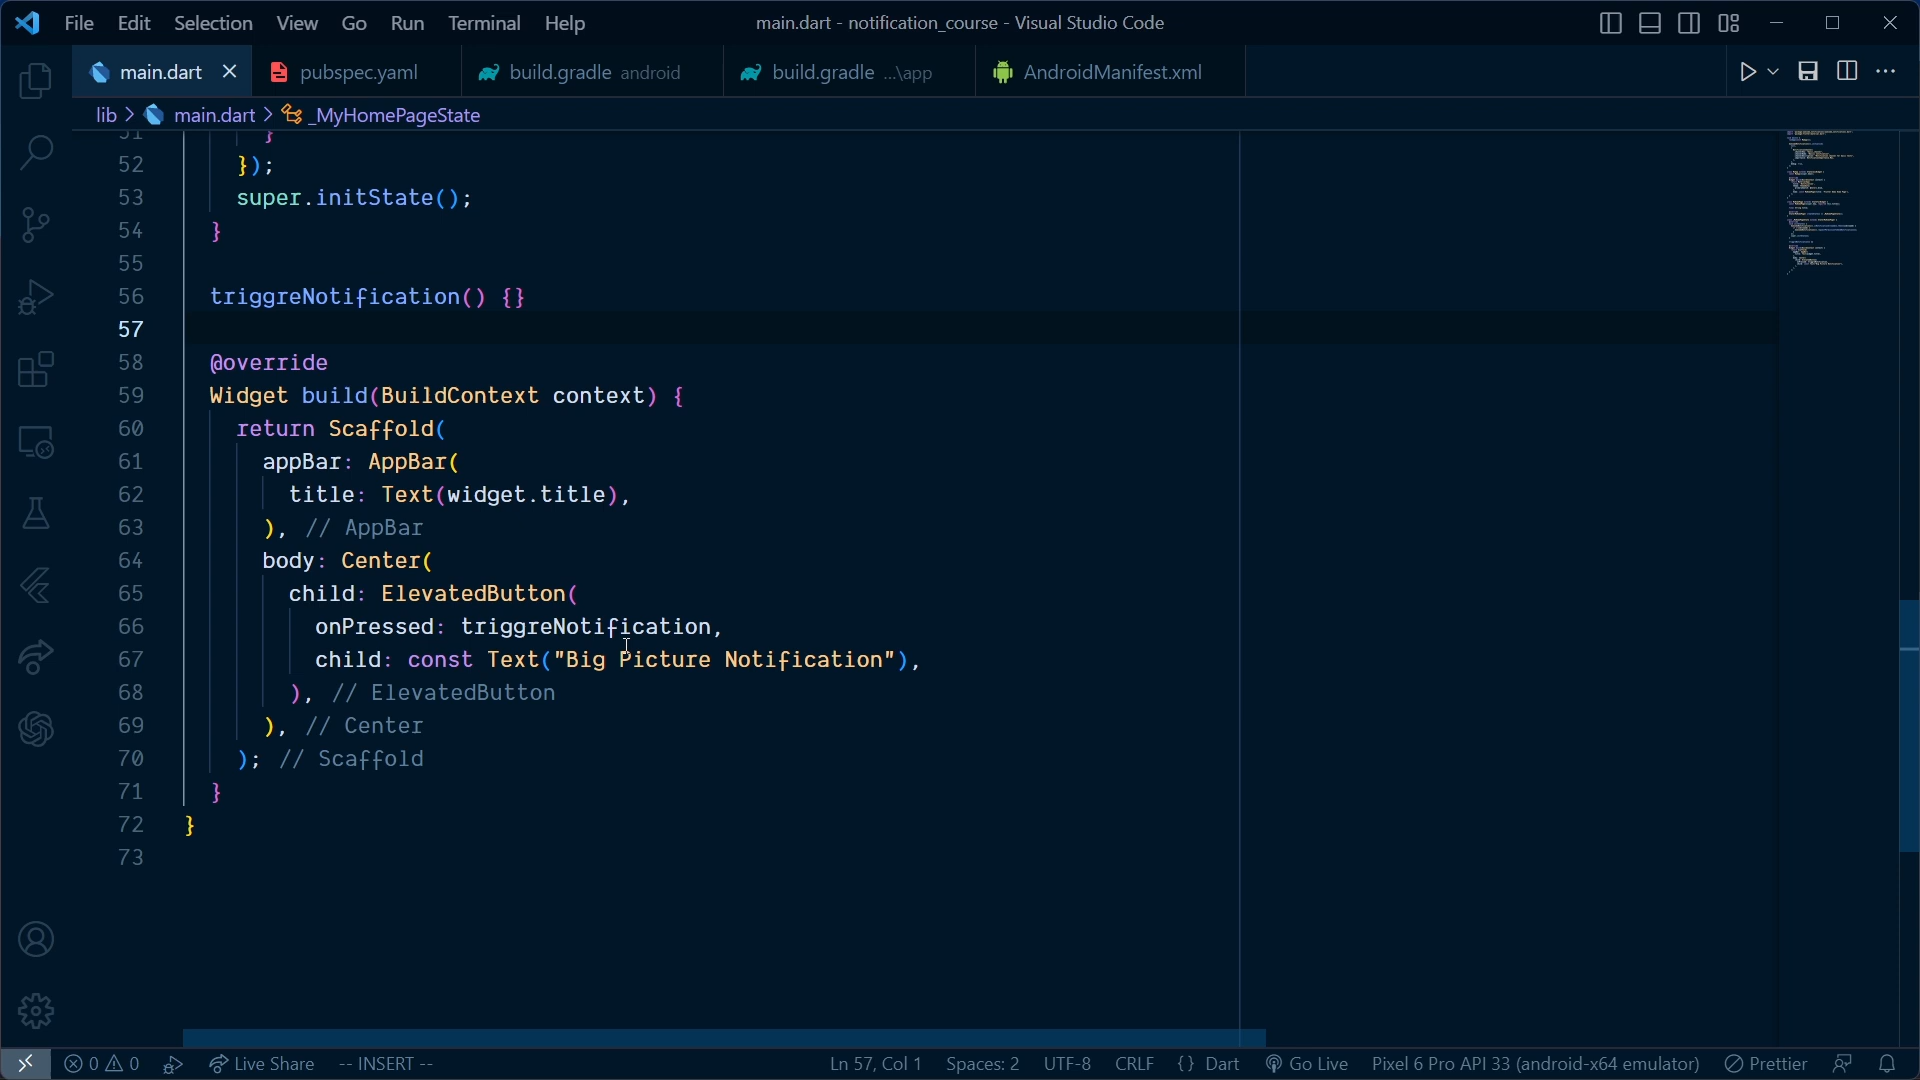 File Edit Selection View Go Run Terminal Help main.dart - notification_course - Visual Studio Code
main.dart pubspec.yaml build.gradle android build.gradle ...\app AndroidManifest.xml
lib > main.dart > _MyHomePageState
51 }
52 });
53 super.initState();
54 }
55
56 triggreNotification() {}
57
58 @override
59 Widget build(BuildContext context) {
60 return Scaffold(
61 appBar: AppBar(
62 title: Text(widget.title),
63 ), // AppBar
64 body: Center(
65 child: ElevatedButton(
66 onPressed: triggreNotification,
67 child: const Text("Big Picture Notification"),
68 ), // ElevatedButton
69 ), // Center
70 ); // Scaffold
71 }
72 }
73
0 0 Live Share -- INSERT -- Ln 57, Col 1 Spaces: 2 UTF-8 CRLF {} Dart Go Live Pixel 6 Pro API 33 (android-x64 emulator) Prettier